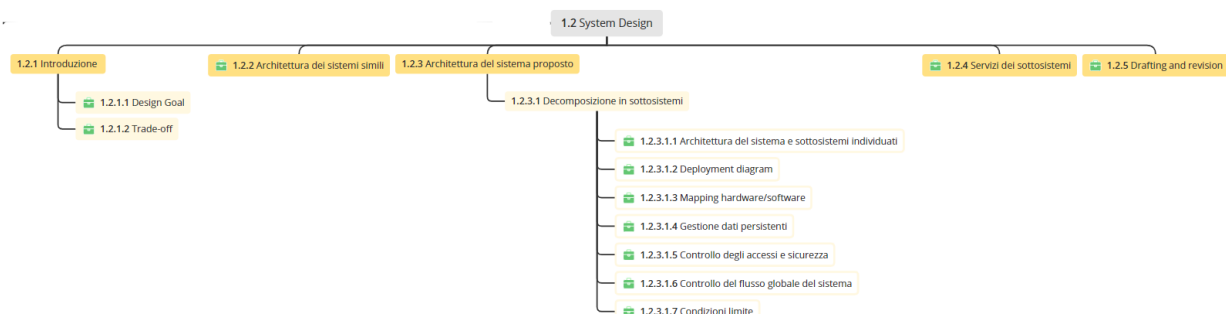 1.2 System Design
1.2.1 Introduzione
1.2.2 Architettura dei sistemi simili
1.2.3 Architettura del sistema proposto
1.2.4 Servizi dei sottosistemi
1.2.5 Drafting and revision
1.2.1.1 Design Goal
1.2.1.2 Trade-off
1.2.3.1 Decomposizione in sottosistemi
1.2.3.1.1 Architettura del sistema e sottosistemi individuati
1.2.3.1.2 Deployment diagram
1.2.3.1.3 Mapping hardware/software
1.2.3.1.4 Gestione dati persistenti
1.2.3.1.5 Controllo degli accessi e sicurezza
1.2.3.1.6 Controllo del flusso globale del sistema
1.2.3.1.7 Condizioni limite